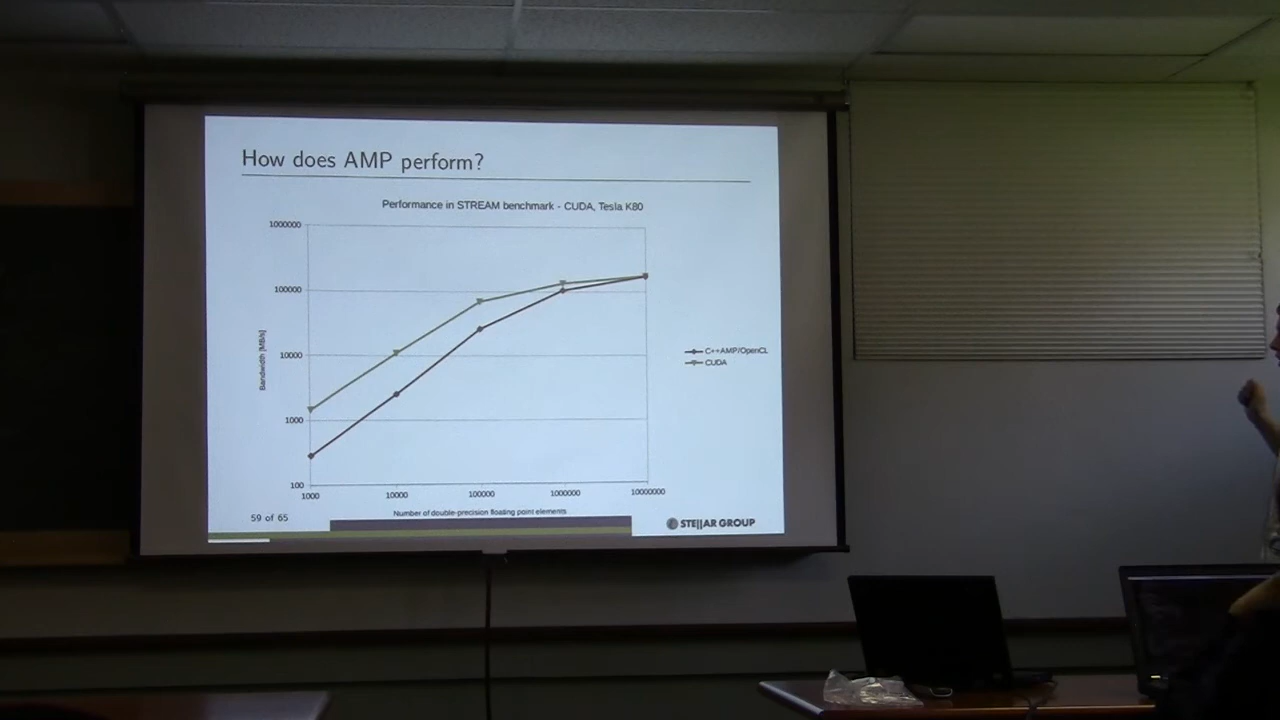 How does AMP perform?
Performance in STREAM benchmark - CUDA, Tesla K80
1000000
100000
10000
1000
100
Bandwidth [MB/s]
1000 10000 100000 1000000 10000000
Number of double-precision floating point elements
C++AMP/OpenCL
CUDA
59 of 65
STE||AR GROUP